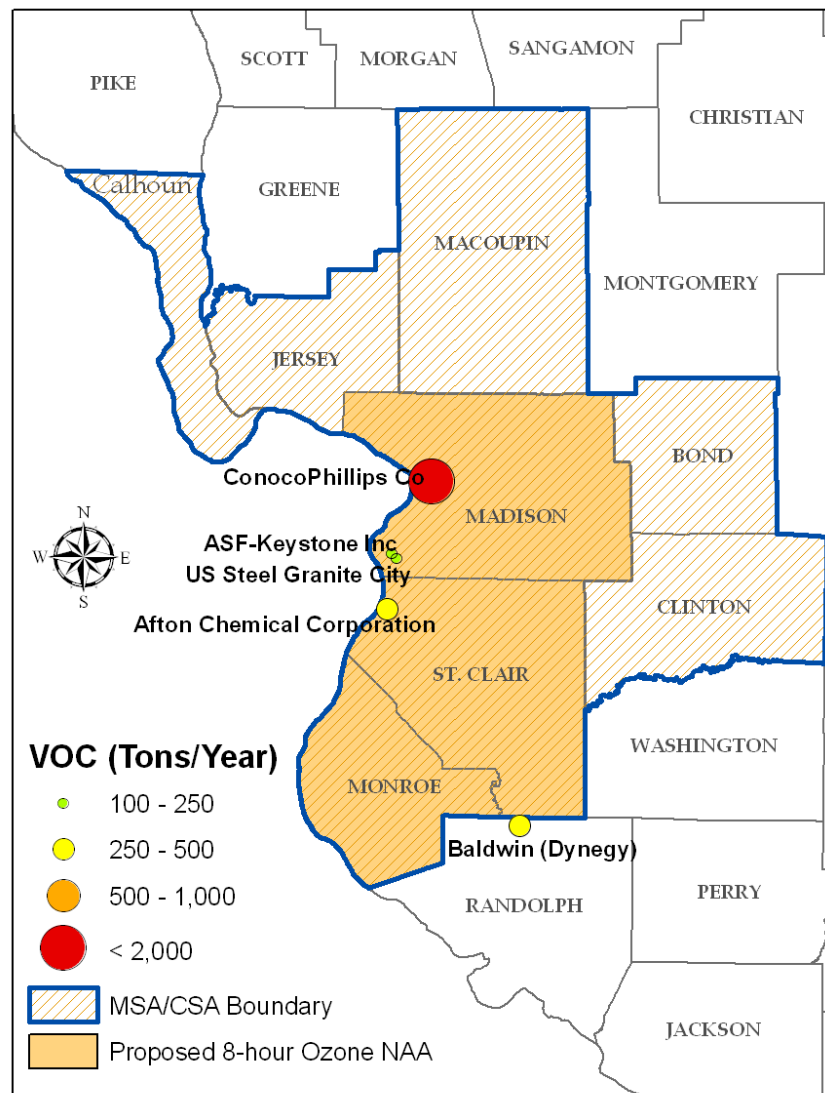 SCOTT
MORGAN
SANGAMON
PIKE
CHRISTIAN
Calhoun
GREENE
MACOUPIN
MONTGOMERY
JERSEY
BOND
ConocoPhillips Co
MADISON
N
W E
S
ASF-Keystone Inc
US Steel Granite City
CLINTON
Afton Chemical Corporation
ST. CLAIR
WASHINGTON
MONROE
Baldwin (Dynegy)
RANDOLPH
PERRY
JACKSON
VOC (Tons/Year)
100 - 250
250 - 500
500 - 1,000
< 2,000
MSA/CSA Boundary
Proposed 8-hour Ozone NAA